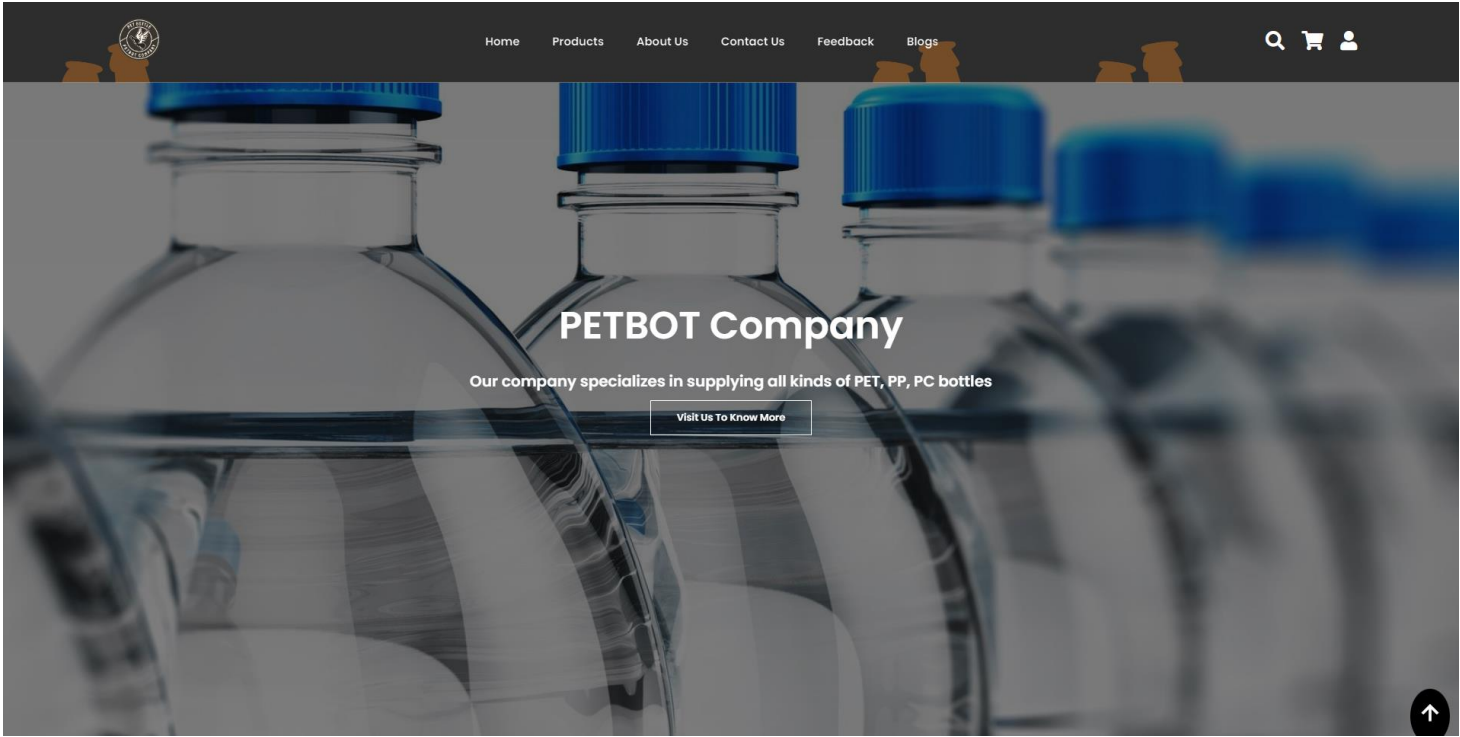 Home Products About Us Contact Us Feedback Blogs
PETBOT Company
Our company specializes in supplying all kinds of PET, PP, PC bottles
Visit Us To Know More